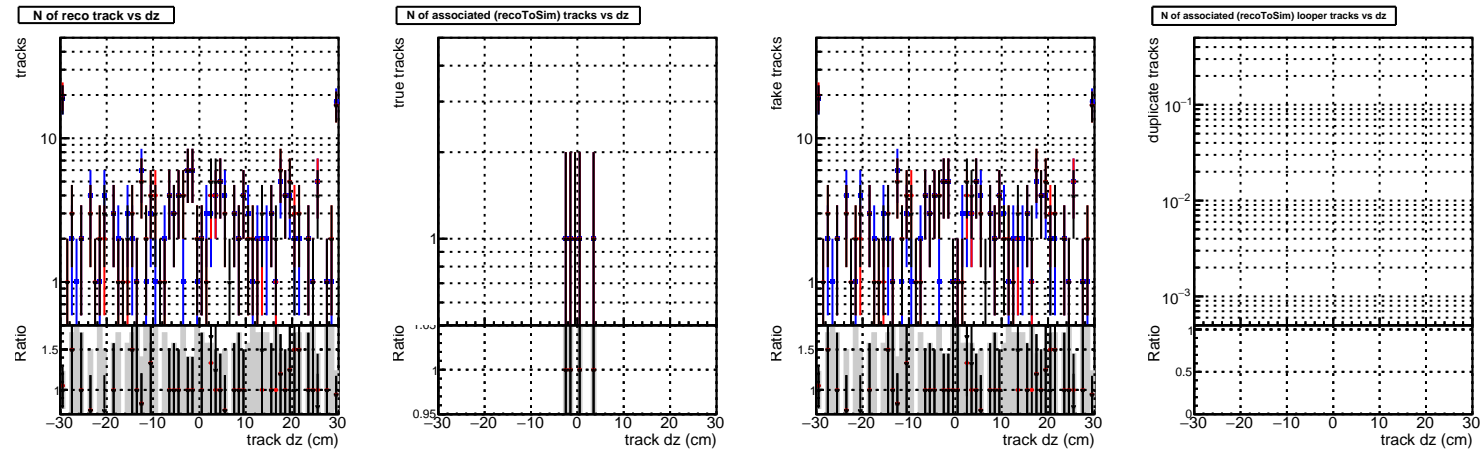 N of reco track vs dz
tracks
10
1
Ratio
1.5
1
−30 −20 −10 0 10 20 30
track dz (cm)
N of associated (recoToSim) tracks vs dz
true tracks
1
Ratio
1.05
1
0.95
−30 −20 −10 0 10 20 30
track dz (cm)
fake tracks
10
1
Ratio
1.5
1
−30 −20 −10 0 10 20 30
track dz (cm)
N of associated (recoToSim) looper tracks vs dz
duplicate tracks
10−1
10−2
10−3
Ratio
1
0.5
0
−30 −20 −10 0 10 20 30
track dz (cm)